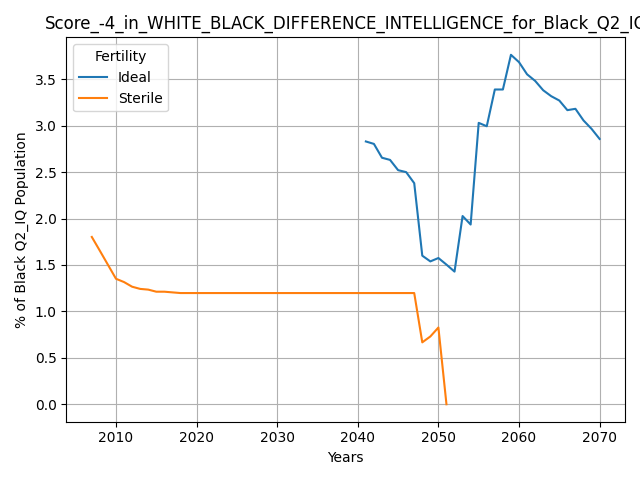 Score_-4_in_WHITE_BLACK_DIFFERENCE_INTELLIGENCE_for_Black_Q2_IQ
Fertility
Ideal
Sterile
% of Black Q2_IQ Population
3.5
3.0
2.5
2.0
1.5
1.0
0.5
0.0
2010 2020 2030 2040 2050 2060 2070
Years